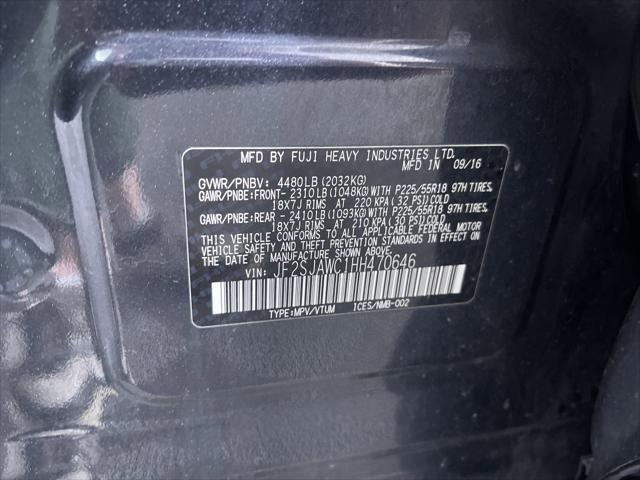 MFD BY FUJI HEAVY INDUSTRIES LTD.
MFD IN 09/16
GVWR/PNBV: 4480LB (2032KG)
GAWR/PNBE:FRONT- 2310LB (1048KG) WITH P225/55R18 97H TIRES,
18X7J RIMS AT 220 KPA ( 32 PSI) COLD
GAWR/PNBE:REAR - 2410LB (1093KG) WITH P225/55R18 97H TIRES,
18X7J RIMS AT 210 KPA ( 30 PSI) COLD
THIS VEHICLE CONFORMS TO ALL APPLICABLE FEDERAL MOTOR
VEHICLE SAFETY AND THEFT PREVENTION STANDARDS IN EFFECT ON
THE DATE OF MANUFACTURE SHOWN ABOVE.
VIN: JF2SJAWC1HH470646
TYPE:MPV/VTUM ICES/NMB-002